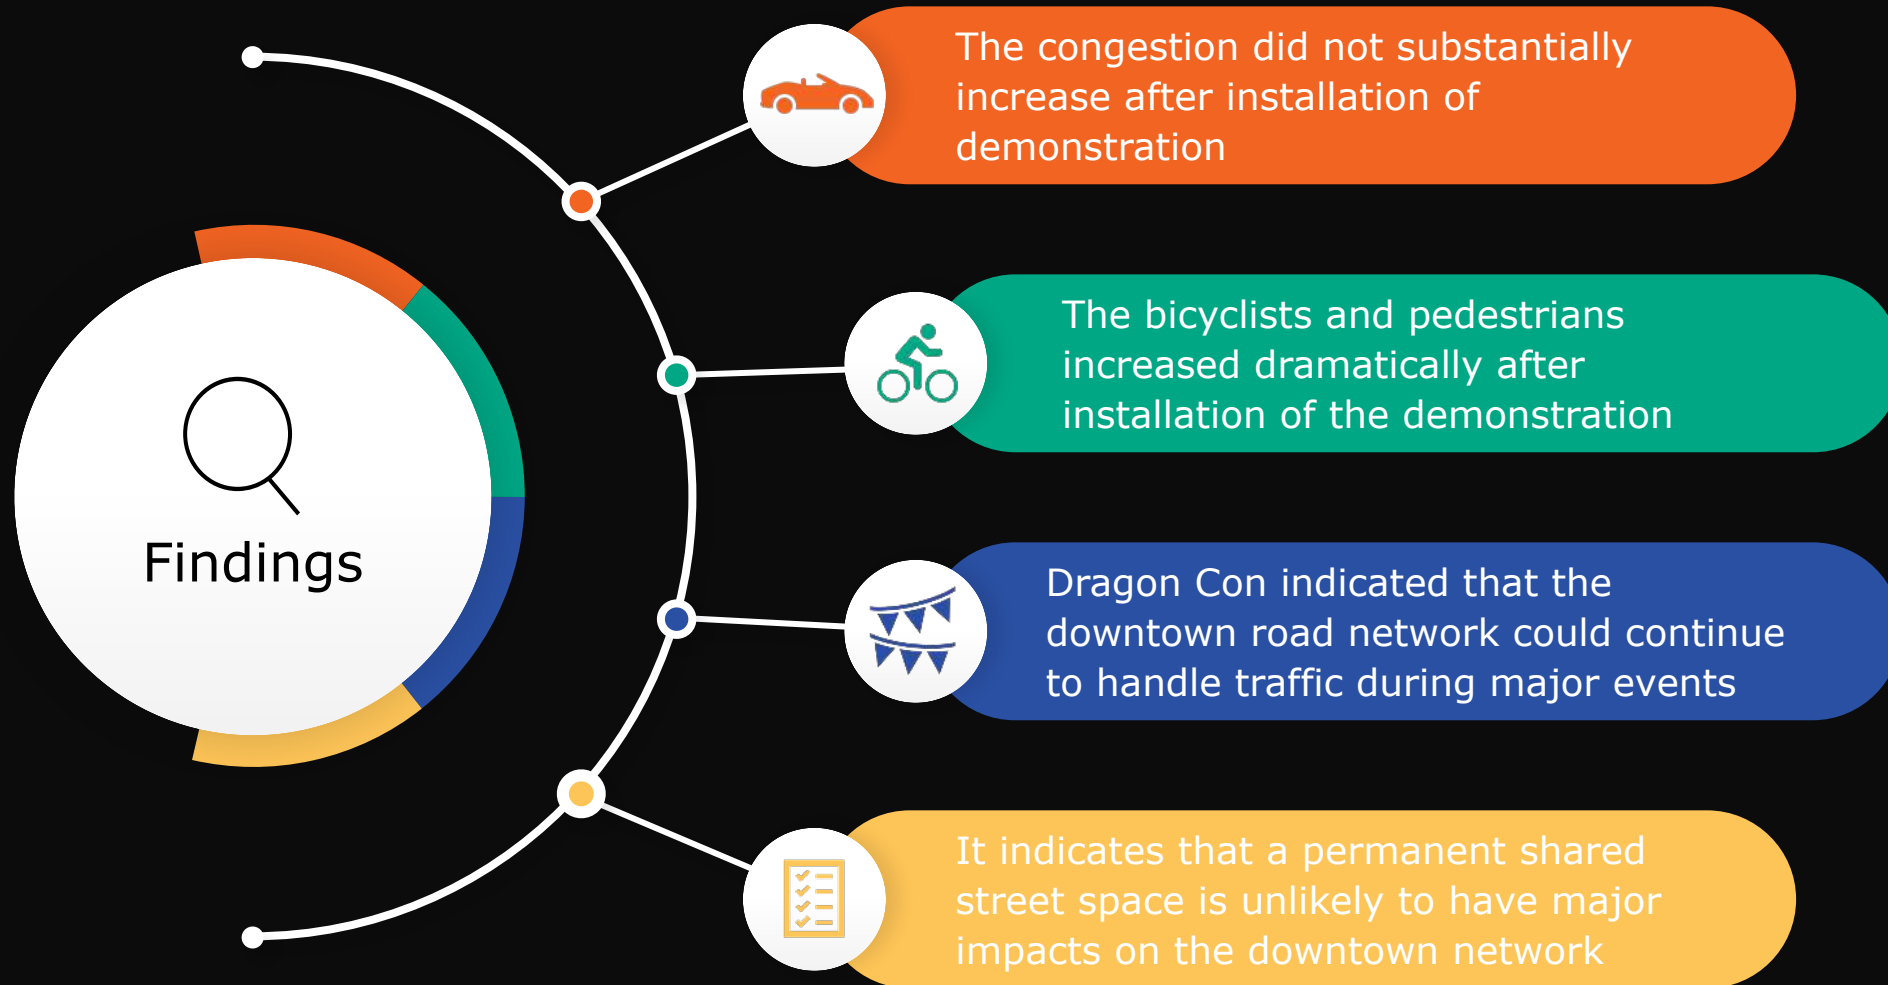 Findings
The congestion did not substantially
increase after installation of
demonstration
The bicyclists and pedestrians
increased dramatically after
installation of the demonstration
Dragon Con indicated that the
downtown road network could continue
to handle traffic during major events
It indicates that a permanent shared
street space is unlikely to have major
impacts on the downtown network